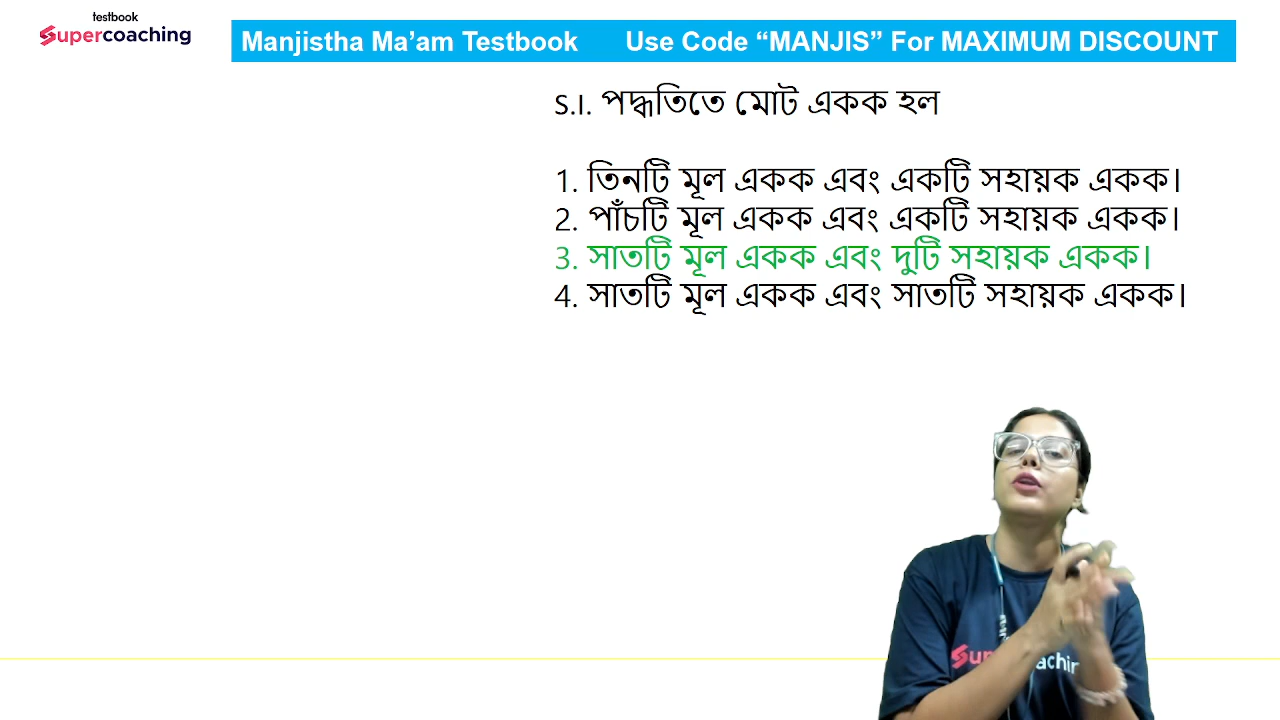 testbook
Supercoaching
Manjistha Ma’am Testbook Use Code “MANJIS” For MAXIMUM DISCOUNT
S.I. পদ্ধতিতে মোট একক হল
1. তিনটি মূল একক এবং একটি সহায়ক একক।
2. পাঁচটি মূল একক এবং একটি সহায়ক একক।
3. সাতটি মূল একক এবং দুটি সহায়ক একক।
4. সাতটি মূল একক এবং সাতটি সহায়ক একক।